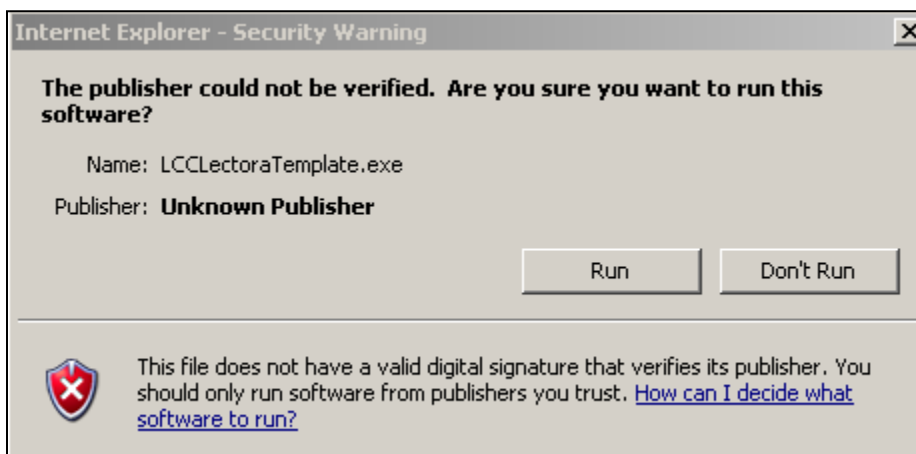 Internet Explorer - Security Warning
The publisher could not be verified.  Are you sure you want to run this
software?
Name: LCCLectoraTemplate.exe
Publisher: Unknown Publisher
Run Don't Run
This file does not have a valid digital signature that verifies its publisher. You
should only run software from publishers you trust. How can I decide what
software to run?